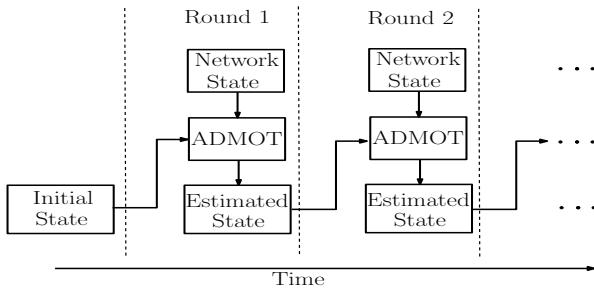 Round 1
Round 2
Network
State
Network
State
ADMOT
ADMOT
Initial
State
Estimated
State
Estimated
State
Time